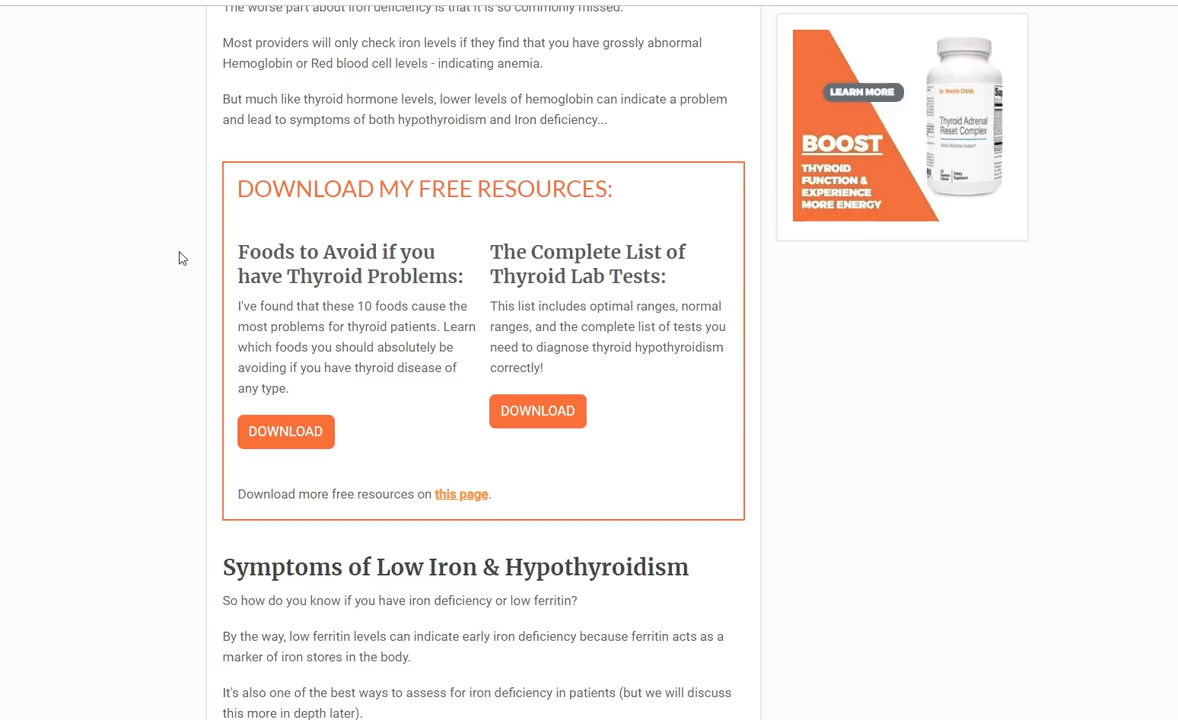 The worse part about iron deficiency is that it is so commonly missed.
Most providers will only check iron levels if they find that you have grossly abnormal
Hemoglobin or Red blood cell levels - indicating anemia.
But much like thyroid hormone levels, lower levels of hemoglobin can indicate a problem
and lead to symptoms of both hypothyroidism and Iron deficiency...
DOWNLOAD MY FREE RESOURCES:
Foods to Avoid if you
have Thyroid Problems:
I've found that these 10 foods cause the
most problems for thyroid patients. Learn
which foods you should absolutely be
avoiding if you have thyroid disease of
any type.
DOWNLOAD
The Complete List of
Thyroid Lab Tests:
This list includes optimal ranges, normal
ranges, and the complete list of tests you
need to diagnose thyroid hypothyroidism
correctly!
DOWNLOAD
Download more free resources on this page.
Symptoms of Low Iron & Hypothyroidism
So how do you know if you have iron deficiency or low ferritin?
By the way, low ferritin levels can indicate early iron deficiency because ferritin acts as a
marker of iron stores in the body.
It's also one of the best ways to assess for iron deficiency in patients (but we will discuss
this more in depth later).
LEARN MORE
BOOST
THYROID
FUNCTION &
EXPERIENCE
MORE ENERGY
Dr. Westin Childs
Thyroid Adrenal
Reset Complex